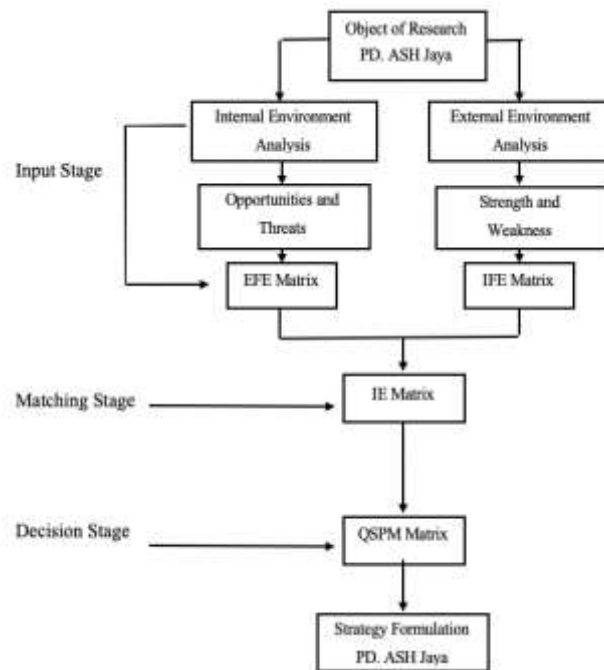 Object of Research
PD. ASH Jaya
Internal Environment
Analysis
External Environment
Analysis
Input Stage
Opportunities and
Threats
Strength and
Weakness
EFE Matrix
IFE Matrix
IE Matrix
Matching Stage
Decision Stage
QSPM Matrix
Strategy Formulation
PD. ASH Jaya